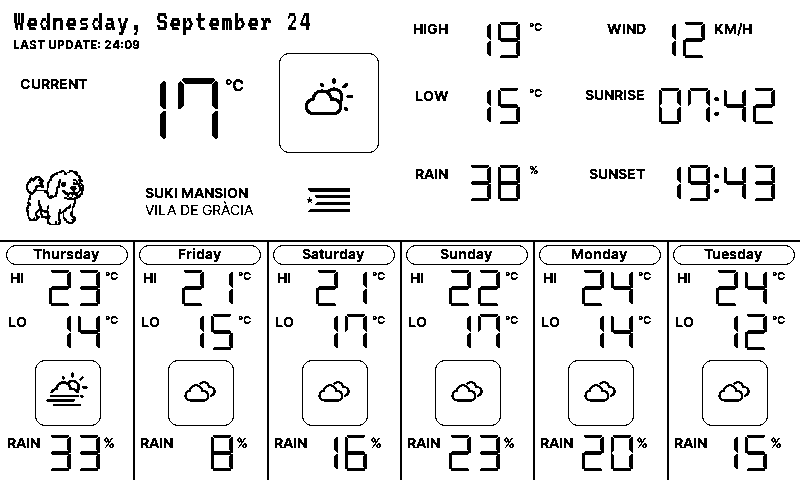 Wednesday, September 24
LAST UPDATE: 24:09
CURRENT 17 °C
SUKI MANSION
VILA DE GRÀCIA
HIGH 19 °C
WIND 12 KM/H
LOW 15 °C
SUNRISE 07:42
RAIN 38 %
SUNSET 19:43
Thursday
HI 23 °C
LO 14 °C
RAIN 33 %
Friday
HI 21 °C
LO 15 °C
RAIN 8 %
Saturday
HI 21 °C
LO 17 °C
RAIN 16 %
Sunday
HI 22 °C
LO 17 °C
RAIN 23 %
Monday
HI 24 °C
LO 14 °C
RAIN 20 %
Tuesday
HI 24 °C
LO 12 °C
RAIN 15 %